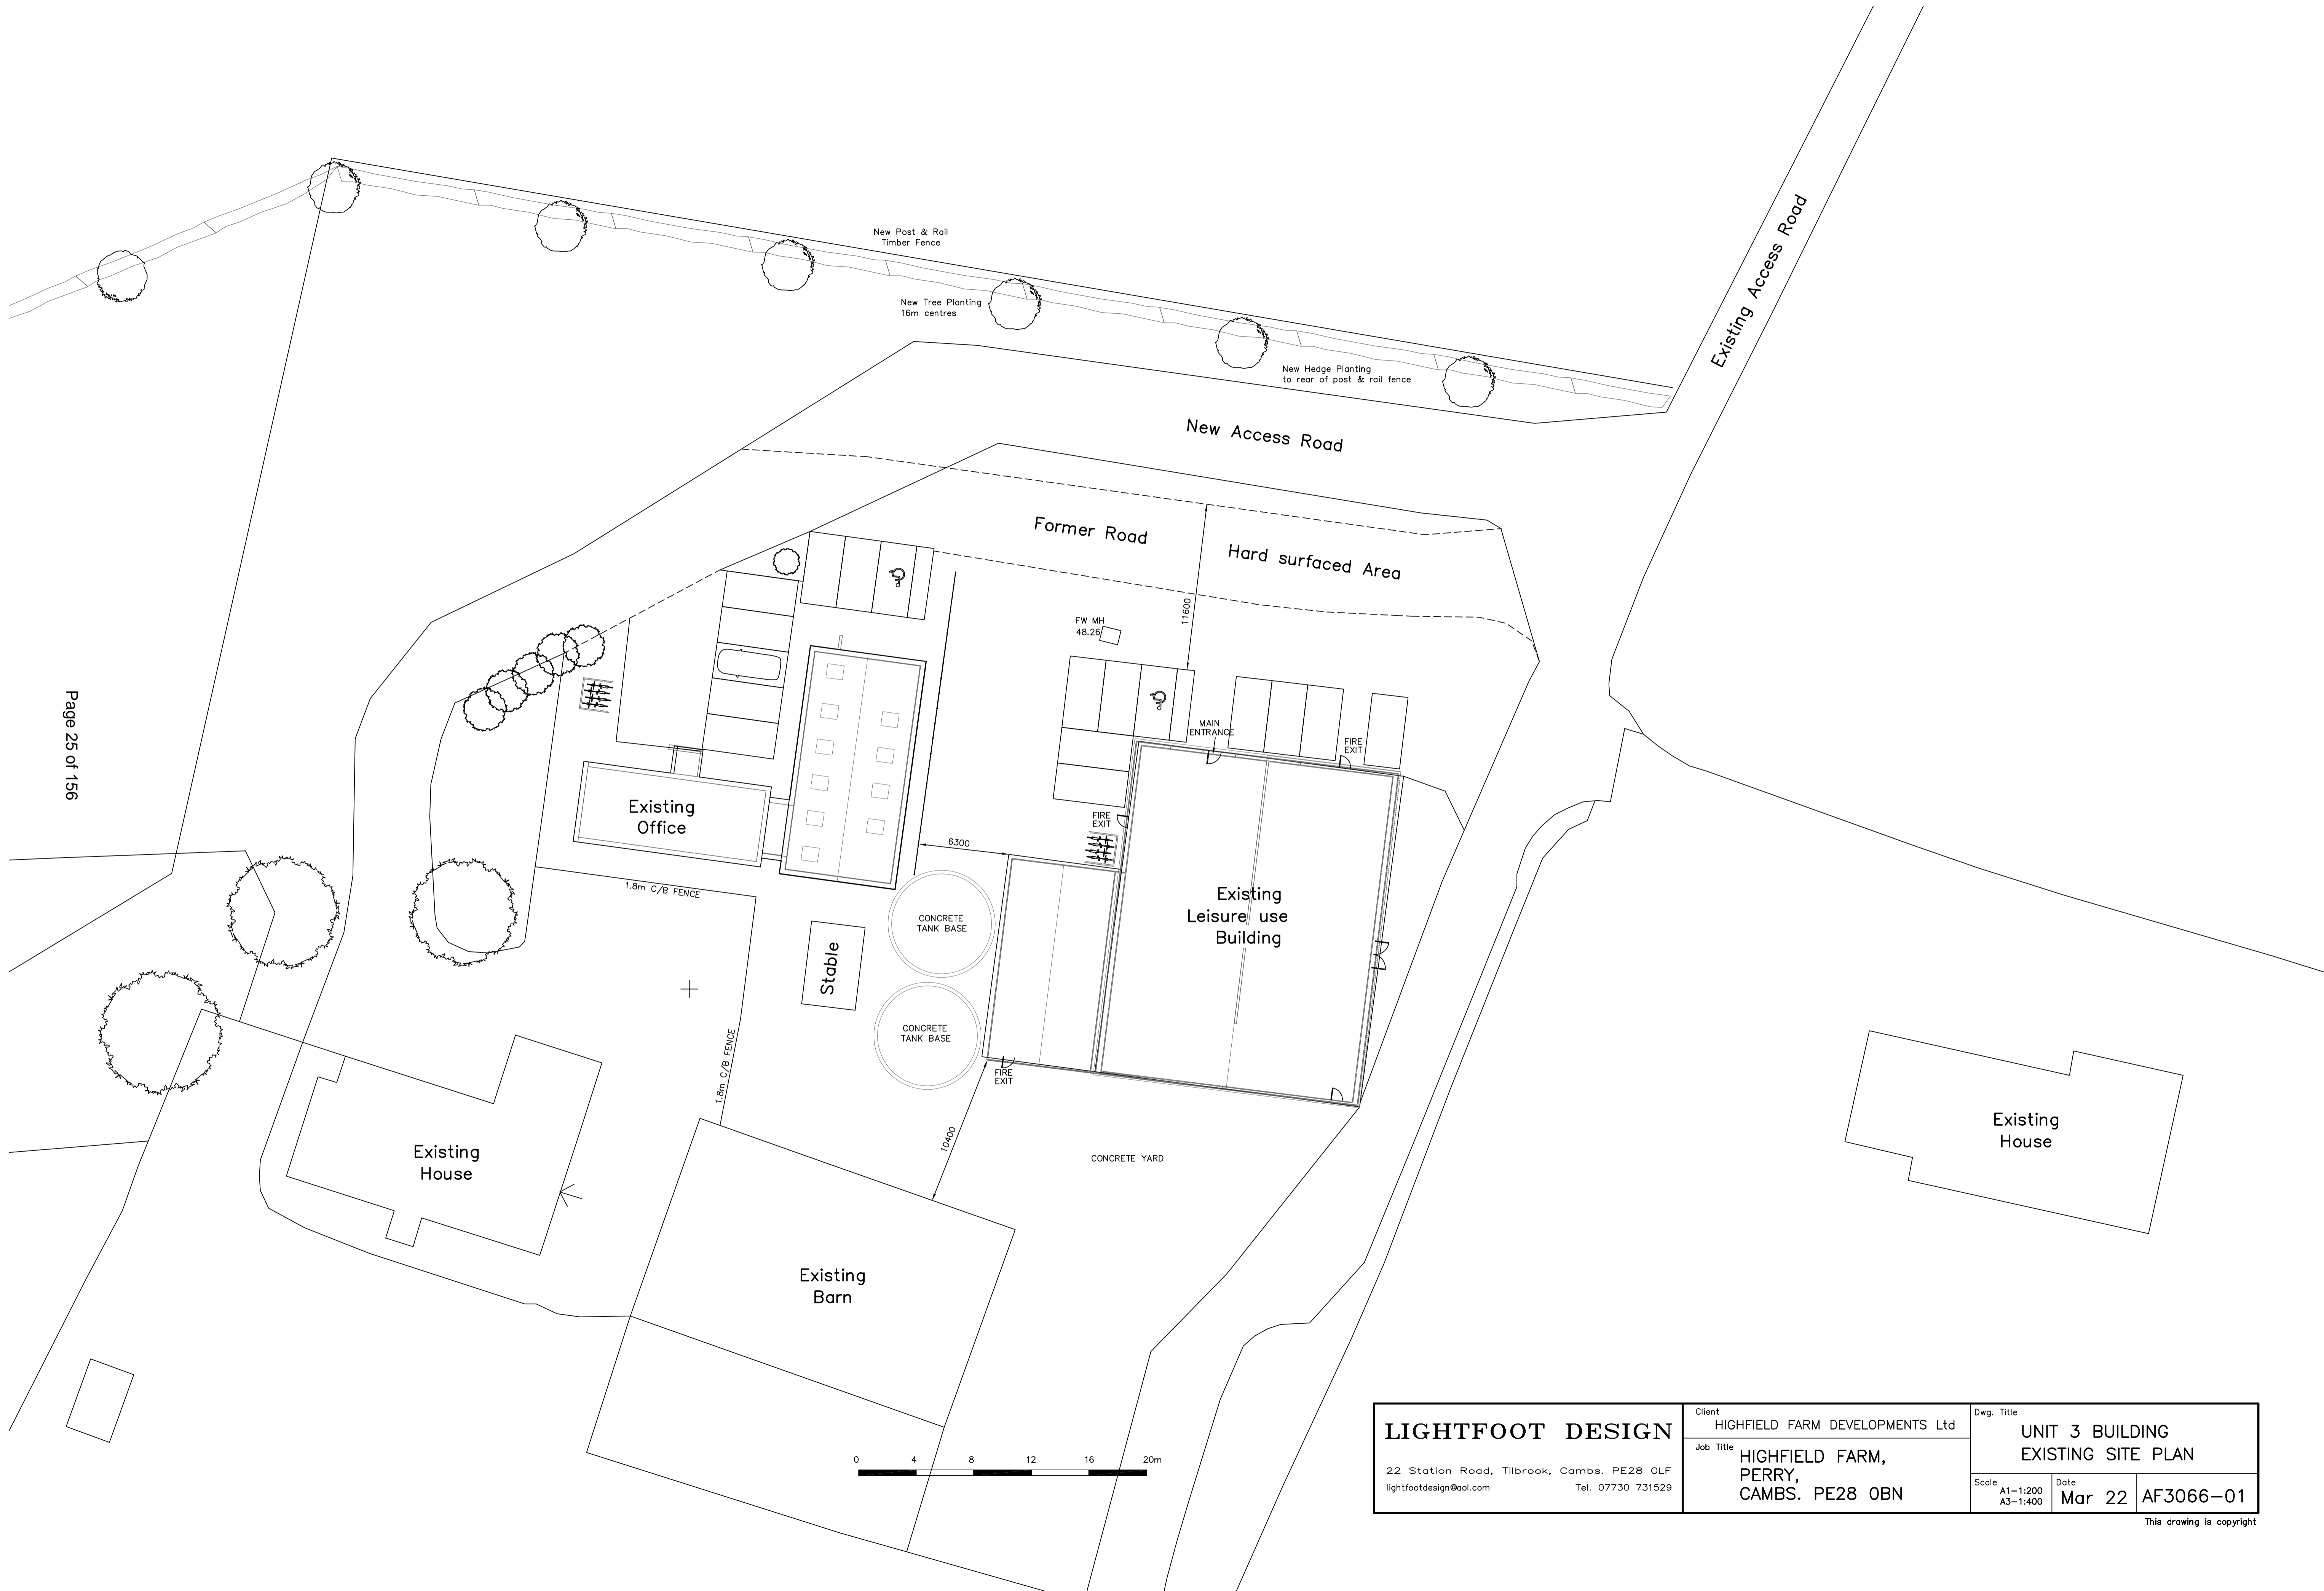 Existing Access Road
New Post & Rail
Timber Fence
New Tree Planting
16m centres
New Hedge Planting
to rear of post & rail fence
New Access Road
Former Road
Hard surfaced Area
11600
FW MH
48.26
Page 25 of 156
MAIN
ENTRANCE
FIRE
EXIT
Existing
Office
FIRE
EXIT
6300
1.8m C/B FENCE
Existing
Leisure use
Building
CONCRETE
TANK BASE
Stable
CONCRETE
TANK BASE
1.8m C/B FENCE
FIRE
EXIT
10400
CONCRETE YARD
Existing
House
Existing
House
Existing
Barn
0 4 8 12 16 20m
LIGHTFOOT DESIGN
22 Station Road, Tilbrook, Cambs. PE28 0LF
lightfootdesign@aol.com Tel. 07730 731529
Client
HIGHFIELD FARM DEVELOPMENTS Ltd
Job Title
HIGHFIELD FARM,
PERRY,
CAMBS. PE28 0BN
Dwg. Title
UNIT 3 BUILDING
EXISTING SITE PLAN
Scale
A1-1:200
A3-1:400
Date
Mar 22
AF3066-01
This drawing is copyright